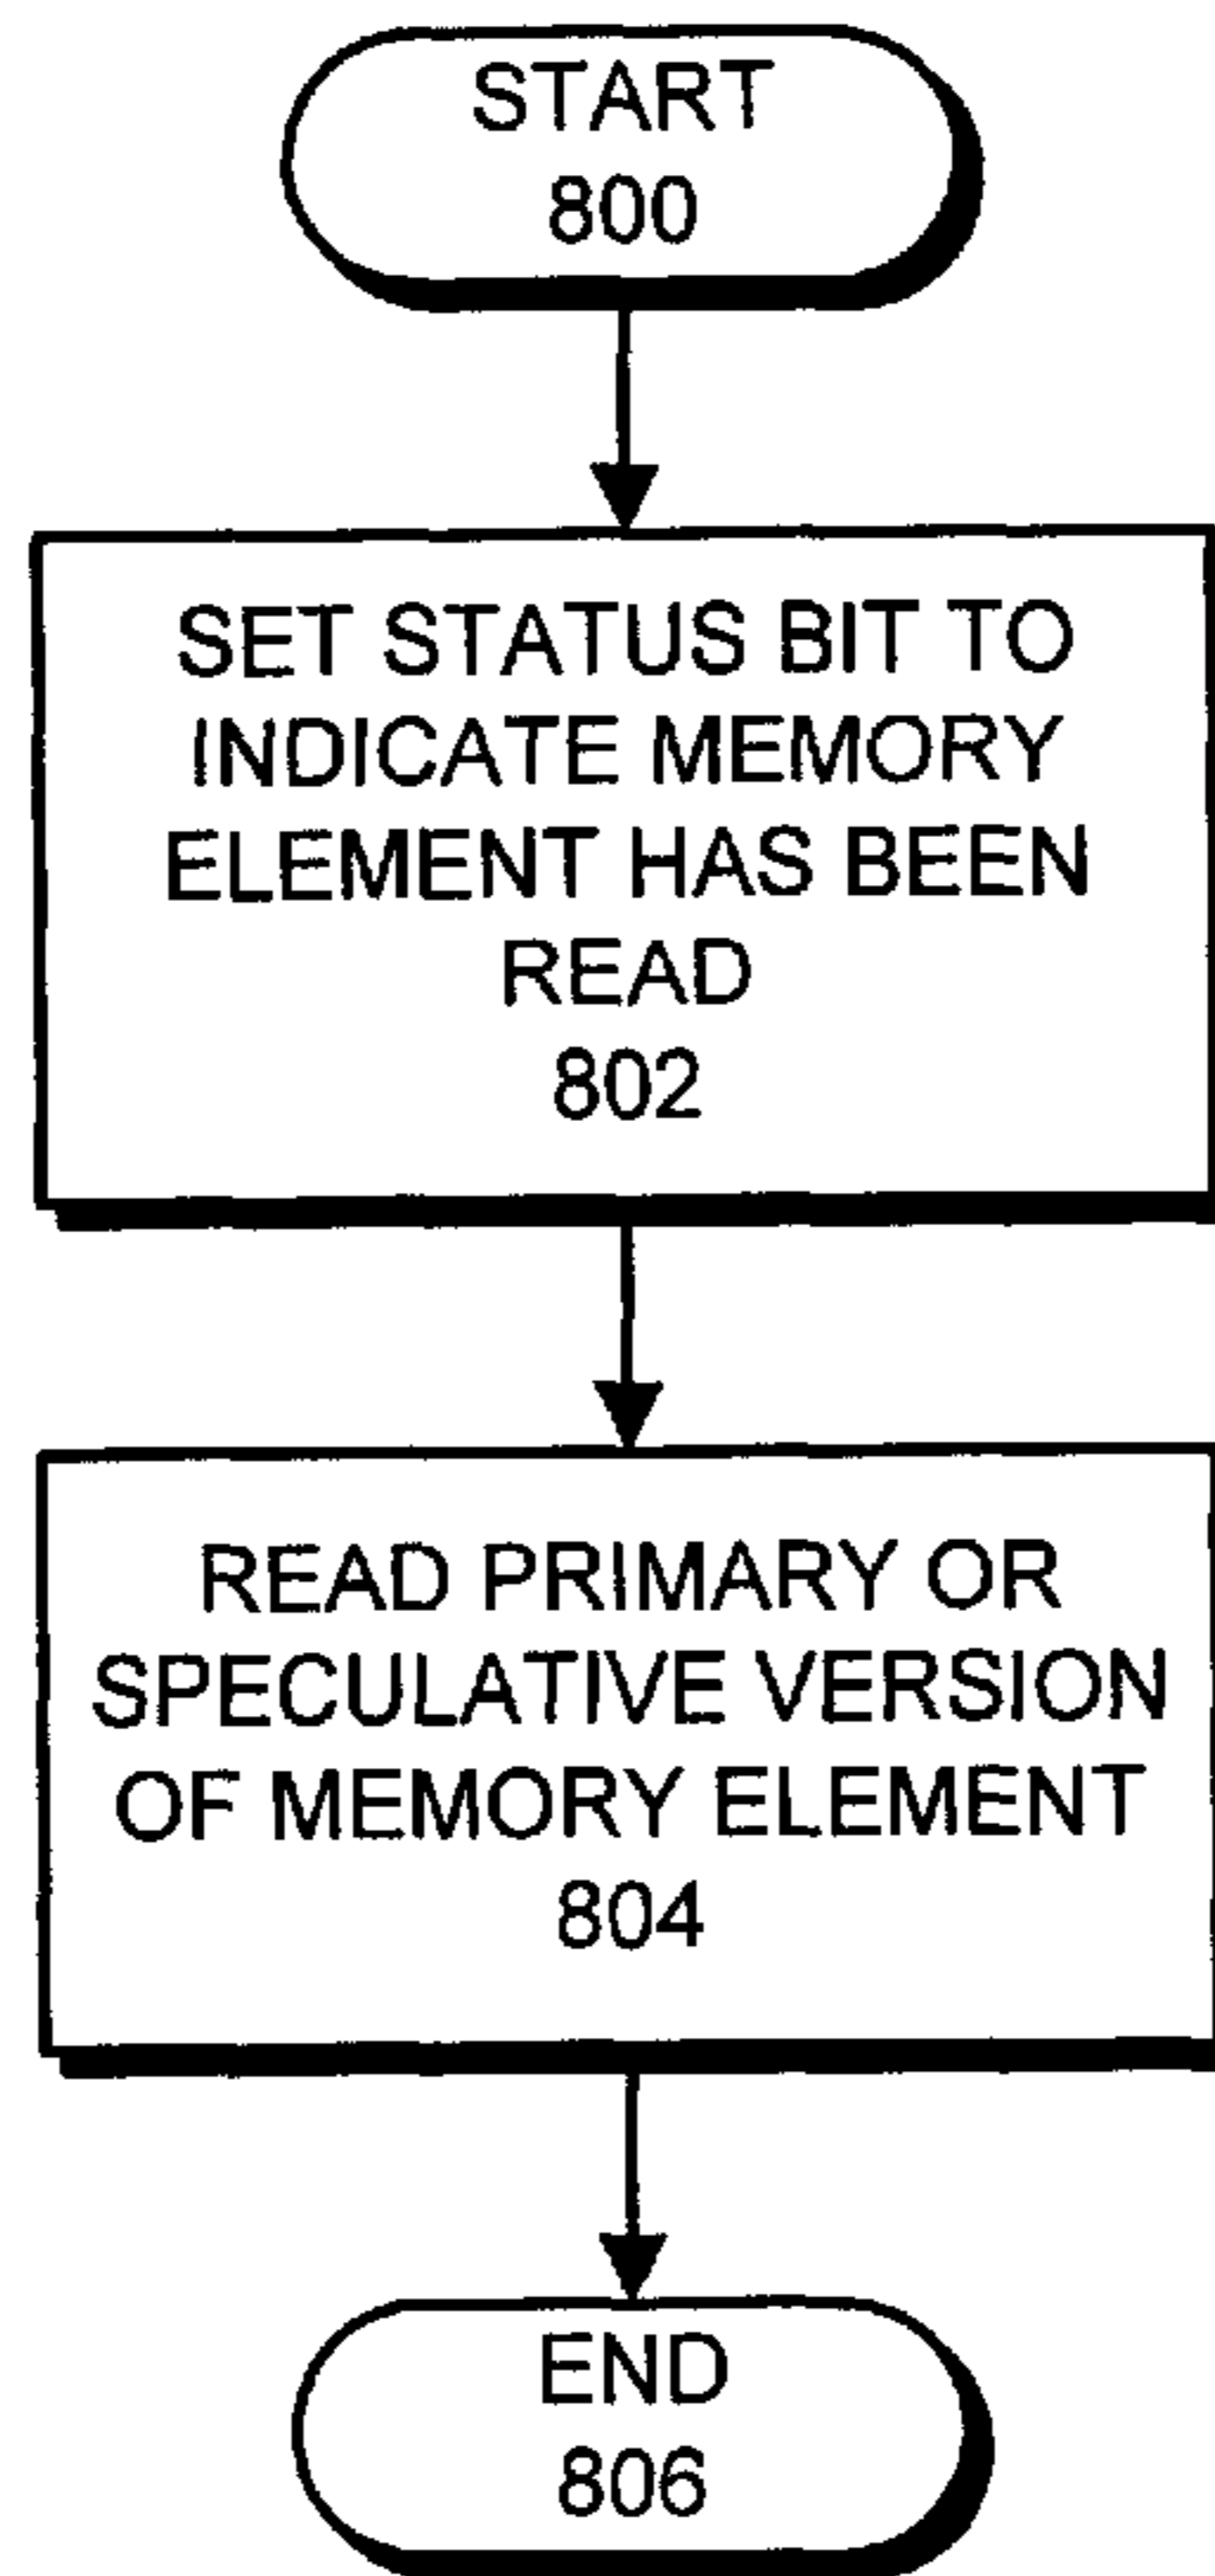 START
800
SET STATUS BIT TO
INDICATE MEMORY
ELEMENT HAS BEEN
READ
802
READ PRIMARY OR
SPECULATIVE VERSION
OF MEMORY ELEMENT
804
END
806